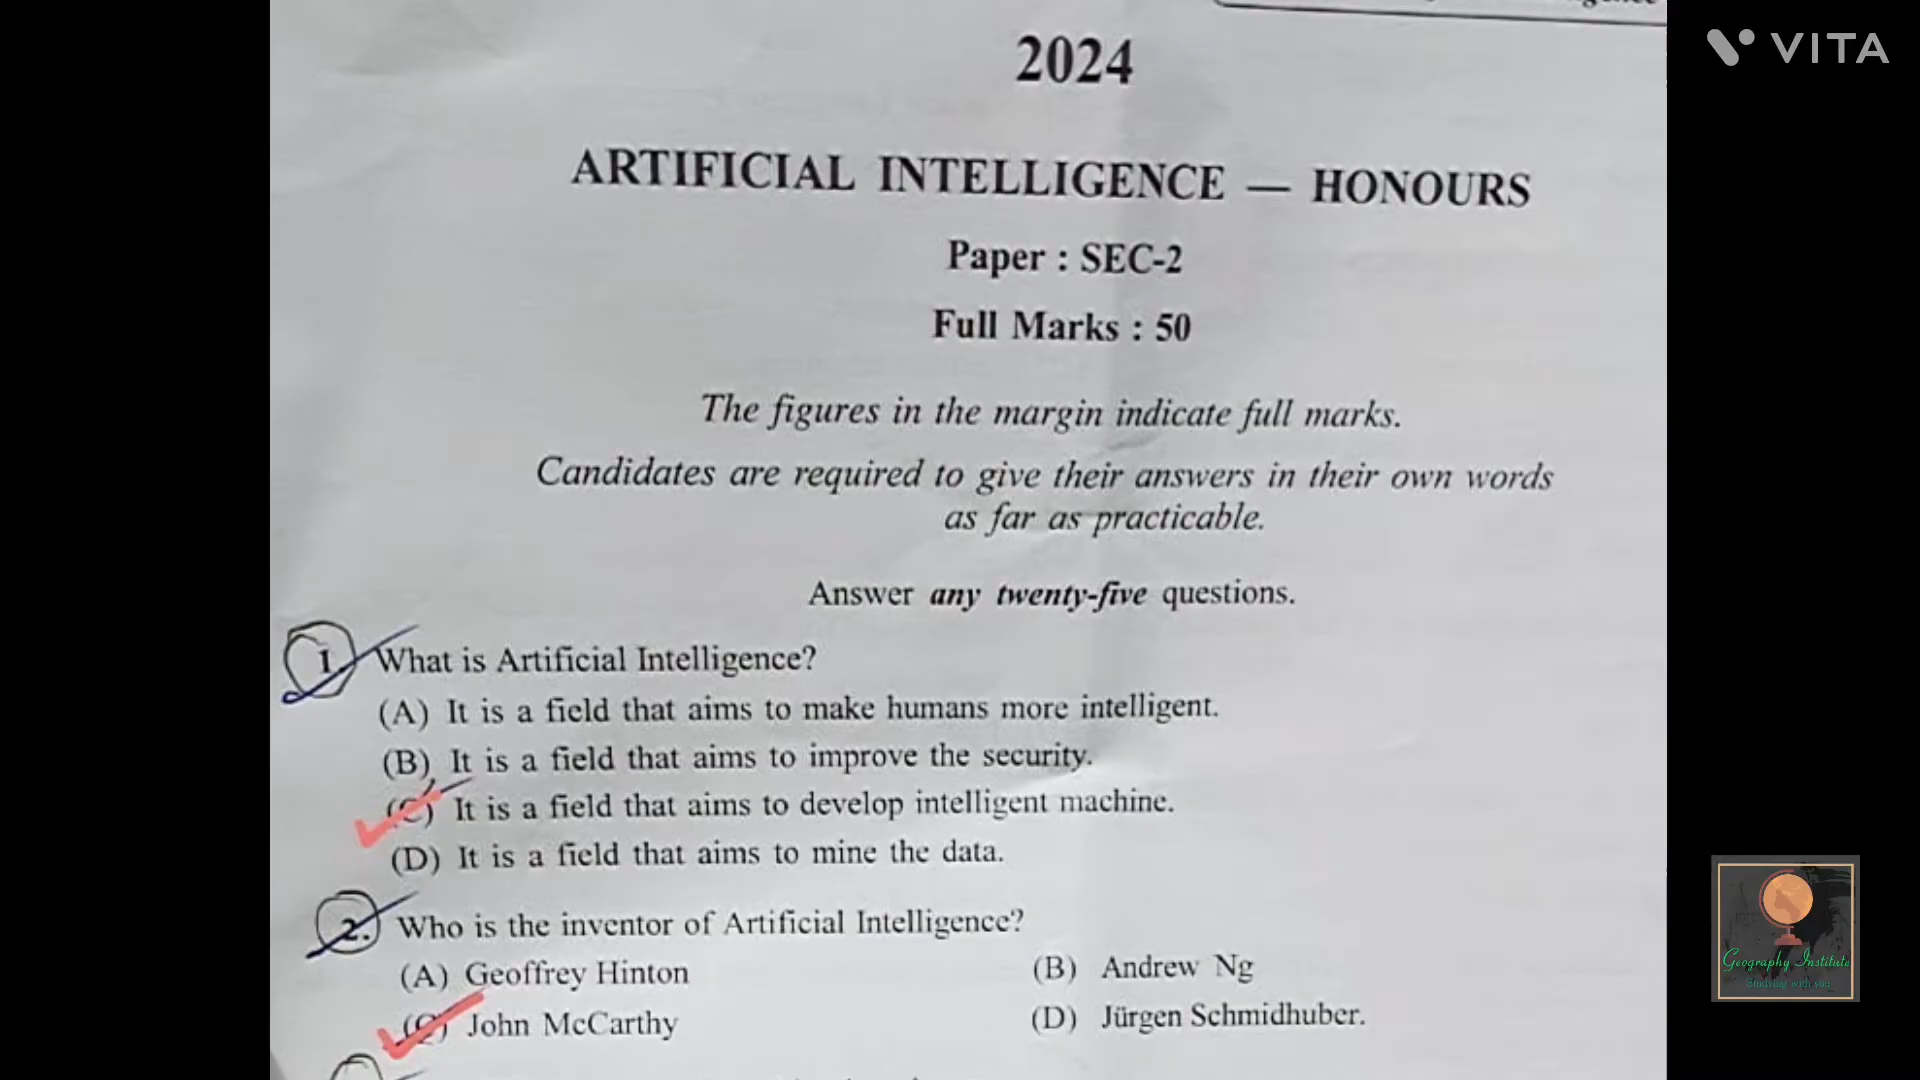 2024
VITA
ARTIFICIAL INTELLIGENCE — HONOURS
Paper : SEC-2
Full Marks : 50
The figures in the margin indicate full marks.
Candidates are required to give their answers in their own words
as far as practicable.
Answer any twenty-five questions.
1. What is Artificial Intelligence?
(A) It is a field that aims to make humans more intelligent.
(B) It is a field that aims to improve the security.
(C) It is a field that aims to develop intelligent machine.
(D) It is a field that aims to mine the data.
2. Who is the inventor of Artificial Intelligence?
(A) Geoffrey Hinton (B) Andrew Ng
(C) John McCarthy (D) Jürgen Schmidhuber.
Geography Institute
Studying with you